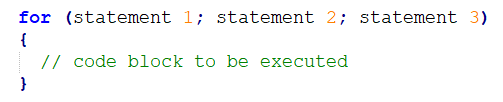 for (statement 1; statement 2; statement 3)
{
  // code block to be executed
}